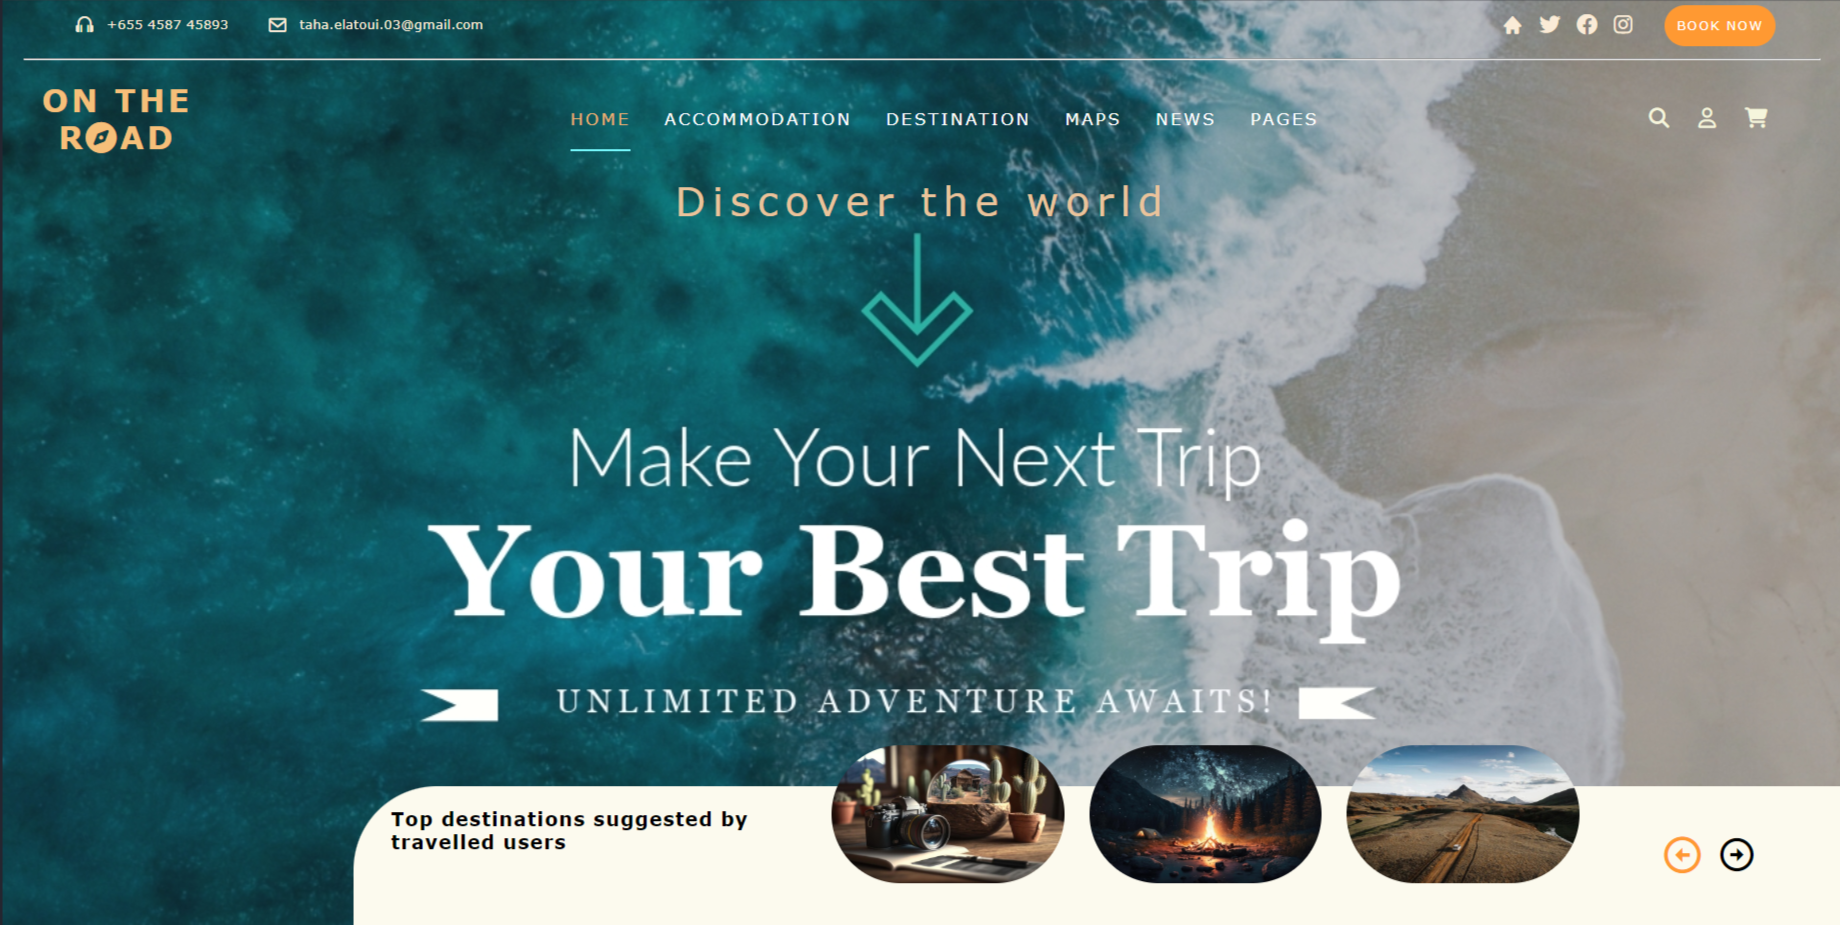 +655 4587 45893
taha.elatoui.03@gmail.com
BOOK NOW
ON THE
ROAD
HOME
ACCOMMODATION
DESTINATION
MAPS
NEWS
PAGES
Discover the world
Make Your Next Trip
Your Best Trip
UNLIMITED ADVENTURE AWAITS!
Top destinations suggested by
travelled users